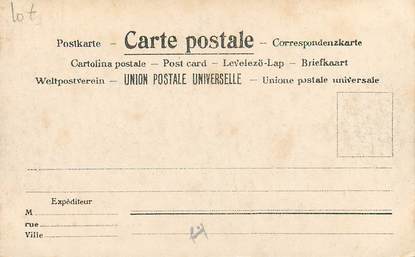 lot
Postkarte – Carte postale – Correspondenzkarte
Cartolina postale – Post card – Levelező-Lap – Briefkaart
Weltpostverein – UNION POSTALE UNIVERSELLE – Unione postale universale
Expéditeur
M
rue
Ville